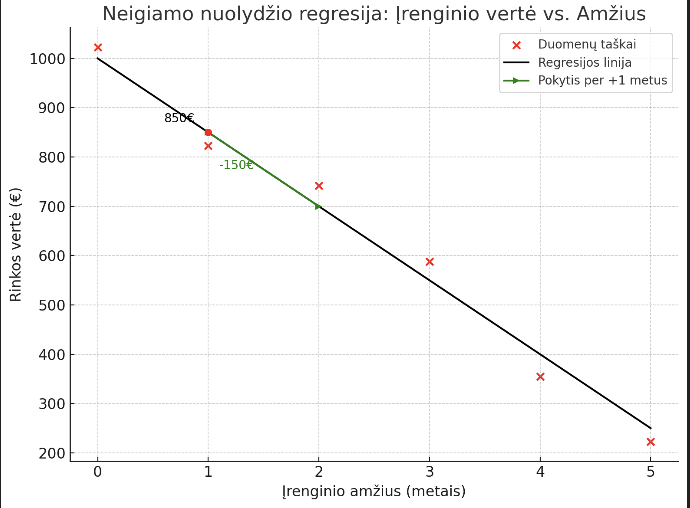 Neigiamo nuolydžio regresija: Įrenginio vertė vs. Amžius
Duomenų taškai
Regresijos linija
Pokytis per +1 metus
850€
-150€
Rinkos vertė (€)
1000
900
800
700
600
500
400
300
200
0 1 2 3 4 5
Įrenginio amžius (metais)